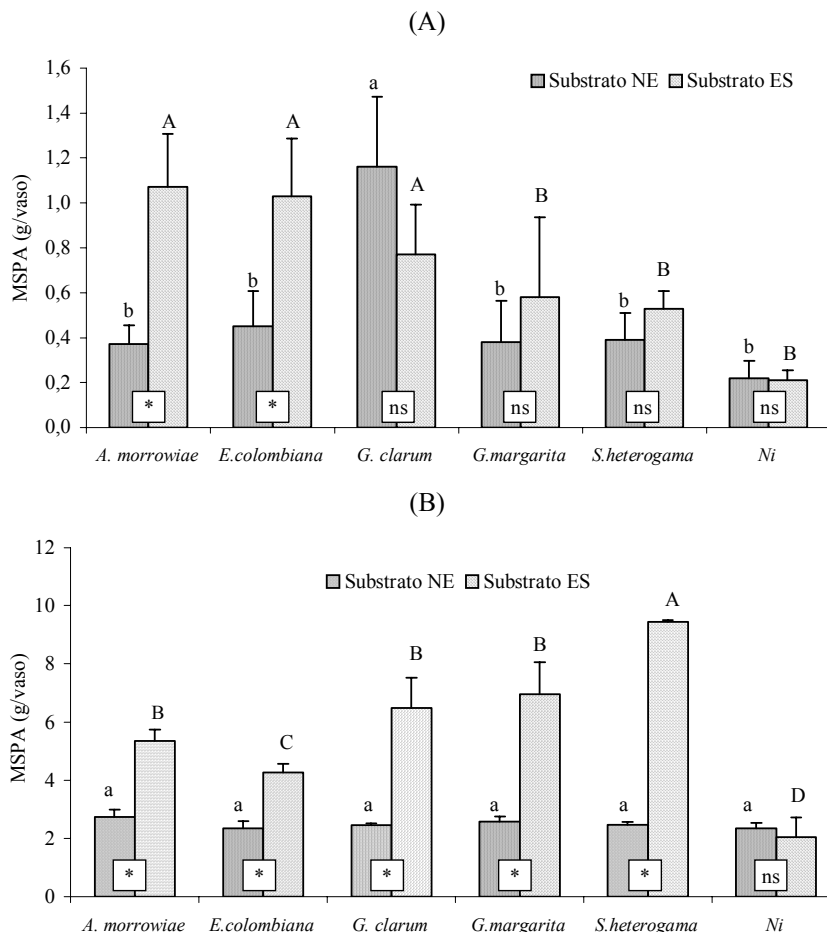 (A)
1,6
1,4
1,2
1,0
0,8
0,6
0,4
0,2
0,0
MSPA (g/vaso)
Substrato NE Substrato ES
b A b A a A b B b B b B
* * ns ns ns ns
A. morrowiae E.colombiana G. clarum G.margarita S.heterogama Ni
(B)
12
10
8
6
4
2
0
MSPA (g/vaso)
Substrato NE Substrato ES
a B a C a B a B a A a D
* * * * * ns
A. morrowiae E.colombiana G. clarum G.margarita S.heterogama Ni